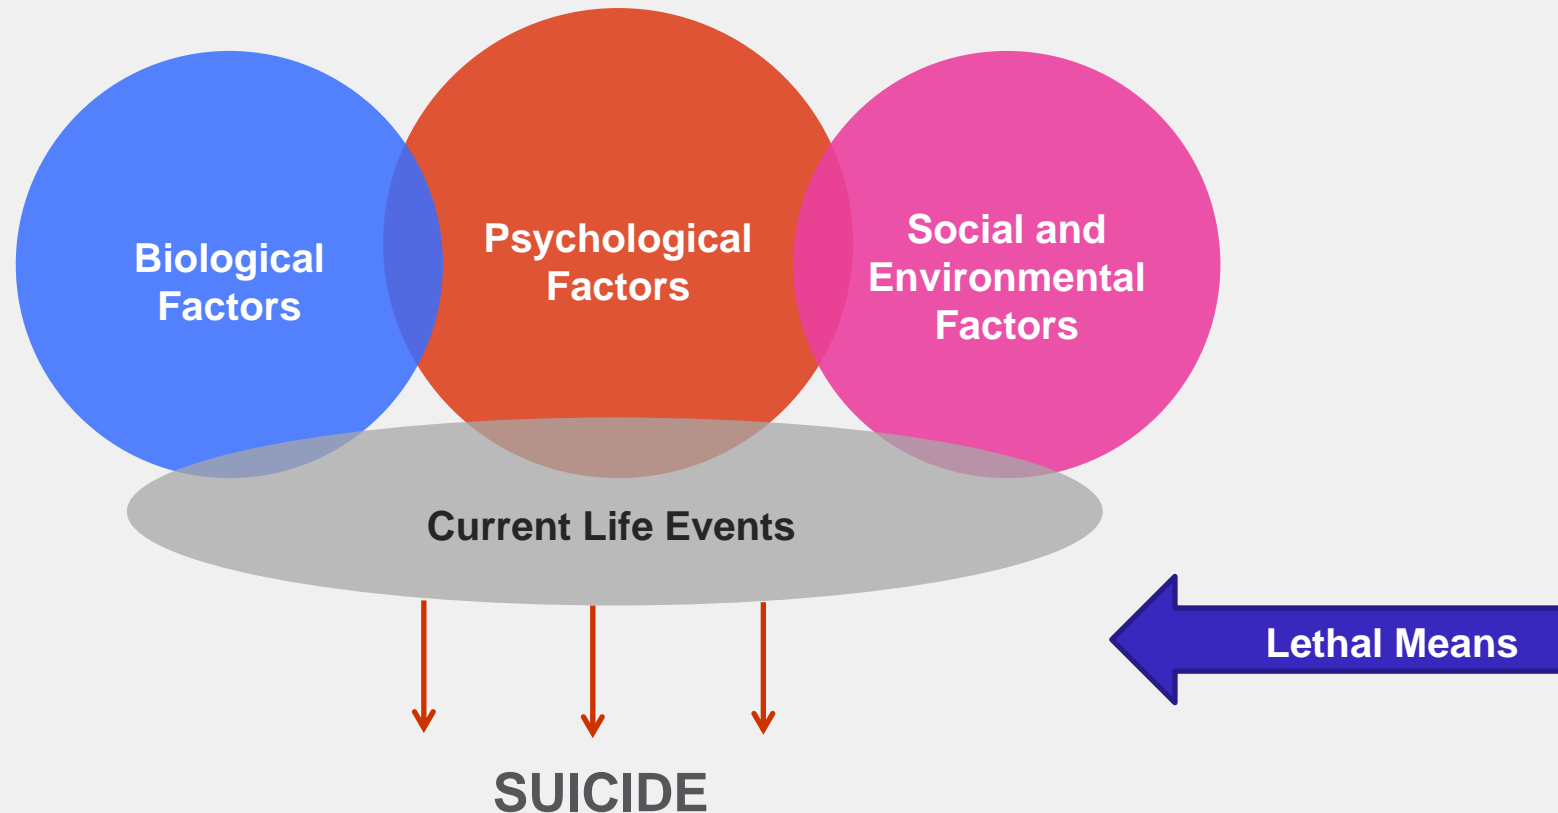 Biological
Factors
Psychological
Factors
Social and
Environmental
Factors
Current Life Events
Lethal Means
SUICIDE